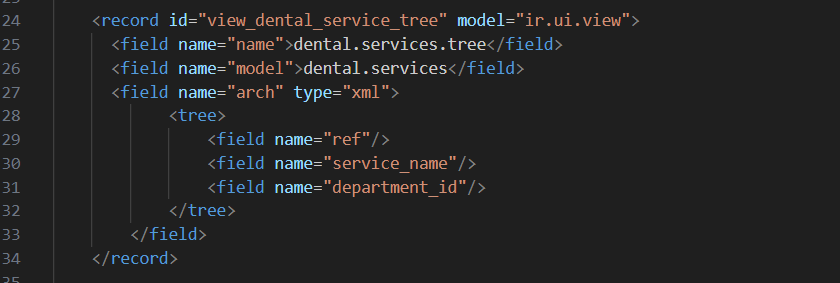 24 <record id="view_dental_service_tree" model="ir.ui.view">
25 <field name="name">dental.services.tree</field>
26 <field name="model">dental.services</field>
27 <field name="arch" type="xml">
28 <tree>
29 <field name="ref"/>
30 <field name="service_name"/>
31 <field name="department_id"/>
32 </tree>
33 </field>
34 </record>